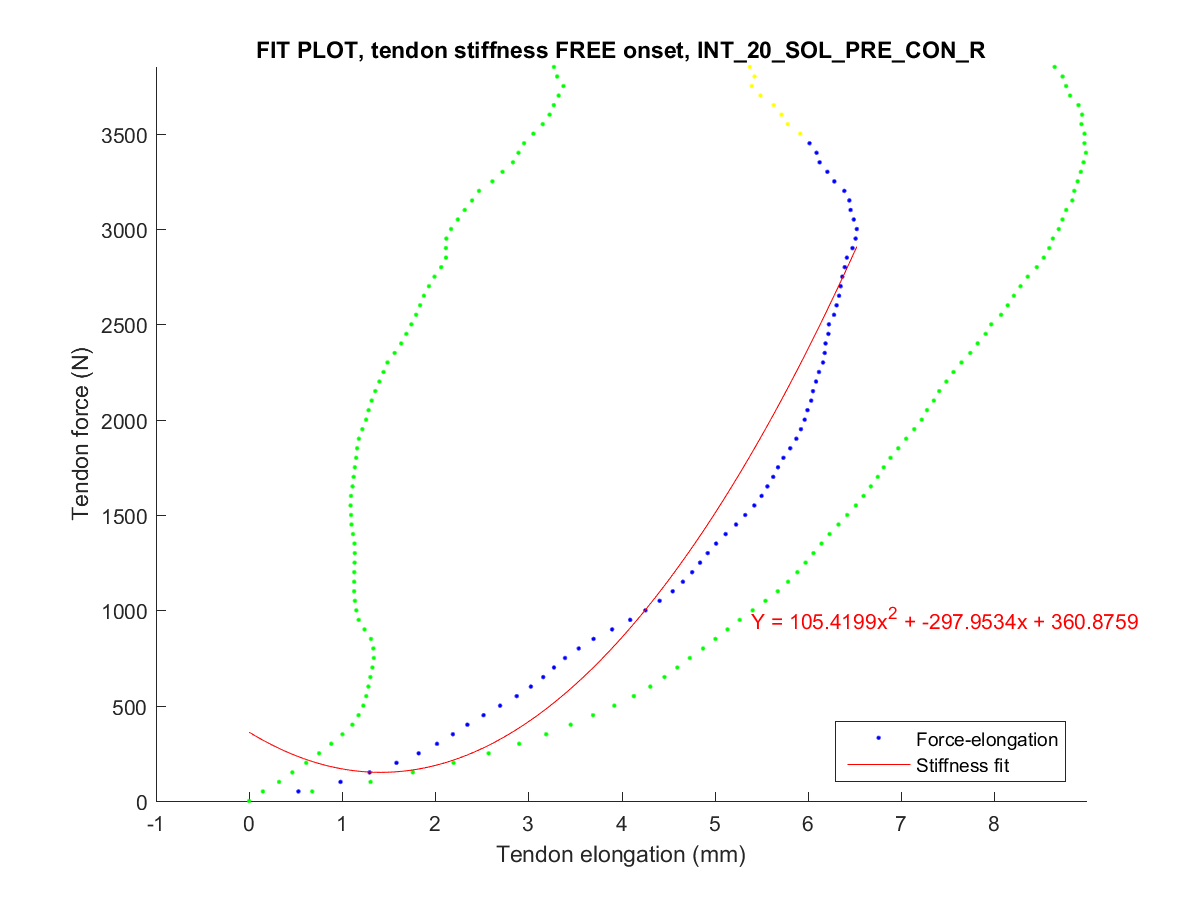 FIT PLOT, tendon stiffness FREE onset, INT_20_SOL_PRE_CON_R
3500
3000
2500
2000
1500
1000
500
0
Tendon force (N)
Y = 105.4199x² + -297.9534x + 360.8759
Force-elongation
Stiffness fit
-1 0 1 2 3 4 5 6 7 8
Tendon elongation (mm)